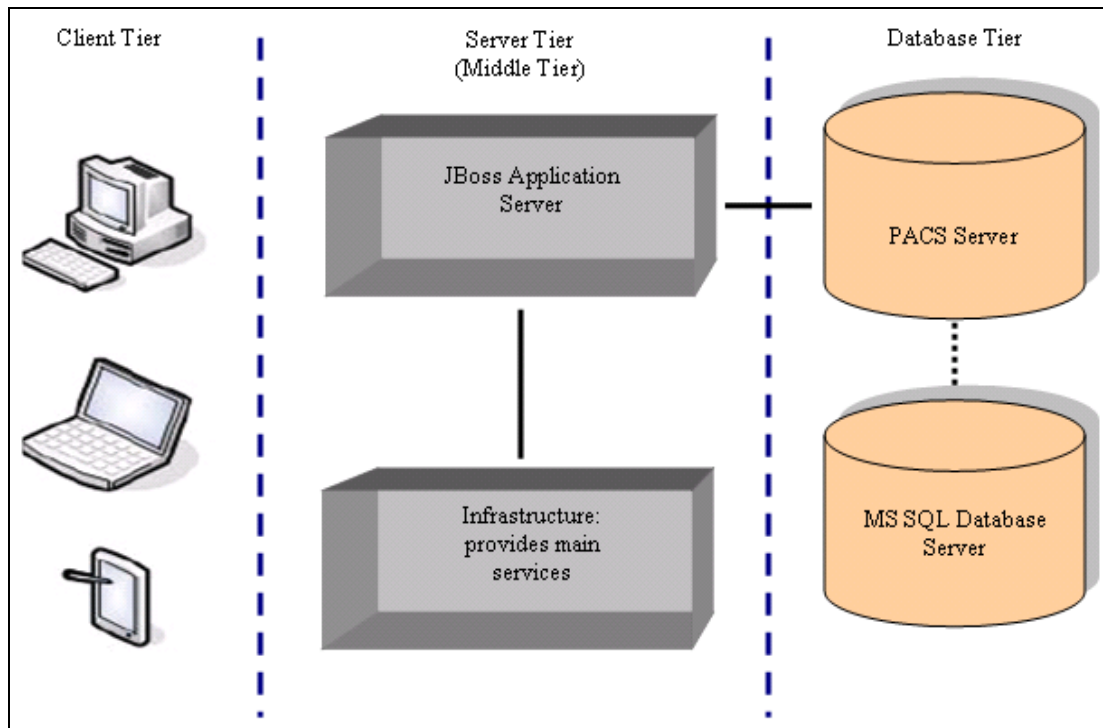 Client Tier
Server Tier
(Middle Tier)
Database Tier
JBoss Application
Server
PACS Server
Infrastructure:
provides main
services
MS SQL Database
Server